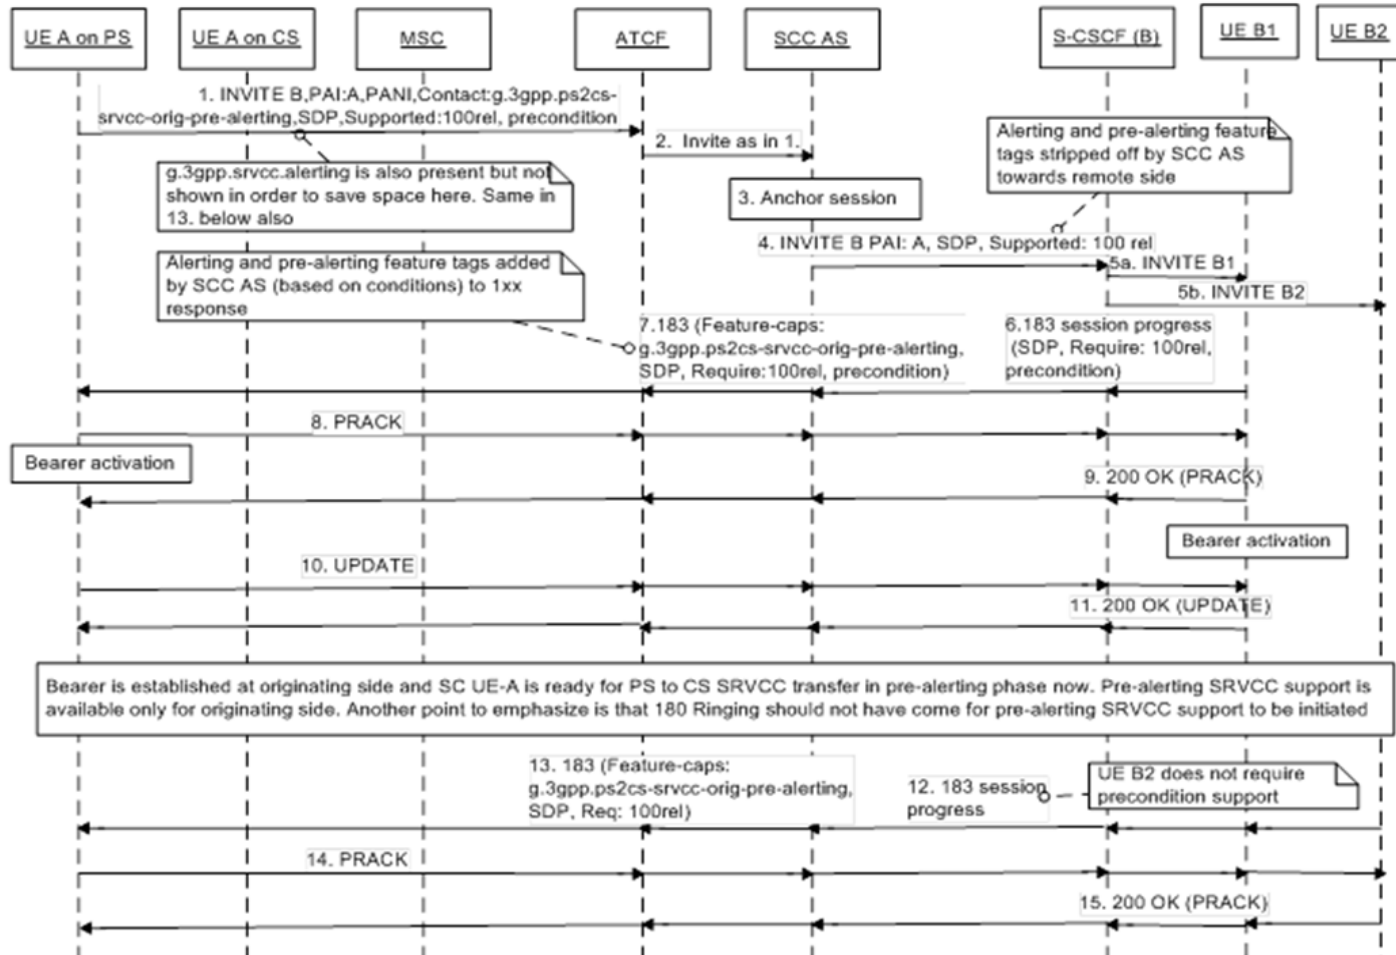 UE A on PS
UE A on CS
MSC
ATCF
SCC AS
S-CSCF (B)
UE B1
UE B2
1. INVITE B,PAI:A,PANI,Contact:g.3gpp.ps2cs-
srvcc-orig-pre-alerting,SDP,Supported:100rel, precondition
2. Invite as in 1.
Alerting and pre-alerting feature
tags stripped off by SCC AS
towards remote side
g.3gpp.srvcc.alerting is also present but not
shown in order to save space here. Same in
13. below also
3. Anchor session
4. INVITE B PAI: A, SDP, Supported: 100 rel
5a. INVITE B1
5b. INVITE B2
Alerting and pre-alerting feature tags added
by SCC AS (based on conditions) to 1xx
response
7.183 (Feature-caps:
g.3gpp.ps2cs-srvcc-orig-pre-alerting,
SDP, Require:100rel, precondition)
6.183 session progress
(SDP, Require: 100rel,
precondition)
8. PRACK
Bearer activation
9. 200 OK (PRACK)
Bearer activation
10. UPDATE
11. 200 OK (UPDATE)
Bearer is established at originating side and SC UE-A is ready for PS to CS SRVCC transfer in pre-alerting phase now. Pre-alerting SRVCC support is
available only for originating side. Another point to emphasize is that 180 Ringing should not have come for pre-alerting SRVCC support to be initiated
13. 183 (Feature-caps:
g.3gpp.ps2cs-srvcc-orig-pre-alerting,
SDP, Req: 100rel)
12. 183 session
progress
UE B2 does not require
precondition support
14. PRACK
15. 200 OK (PRACK)